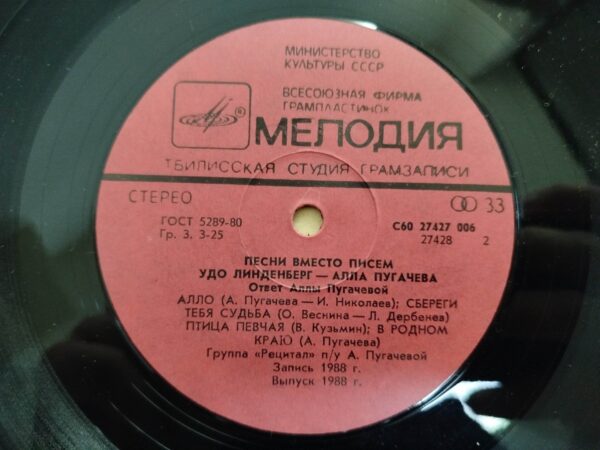 МИНИСТЕРСТВО
КУЛЬТУРЫ СССР
ВСЕСОЮЗНАЯ ФИРМА
ГРАМПЛАСТИНОК
®
МЕЛОДИЯ
ТБИЛИССКАЯ СТУДИЯ ГРАМЗАПИСИ
СТЕРЕО
33
ГОСТ 5289-80
Гр. 3. 3-25
С60 27427 006
27428 2
ПЕСНИ ВМЕСТО ПИСЕМ
УДО ЛИНДЕНБЕРГ — АЛЛА ПУГАЧЕВА
Ответ Аллы Пугачевой
АЛЛО (А. Пугачева — И. Николаев); СБЕРЕГИ
ТЕБЯ СУДЬБА (О. Веснина — Л. Дербенев)
ПТИЦА ПЕВЧАЯ (В. Кузьмин); В РОДНОМ
КРАЮ (А. Пугачева)
Группа «Рецитал» п/у А. Пугачевой
Запись 1988 г.
Выпуск 1988 г.